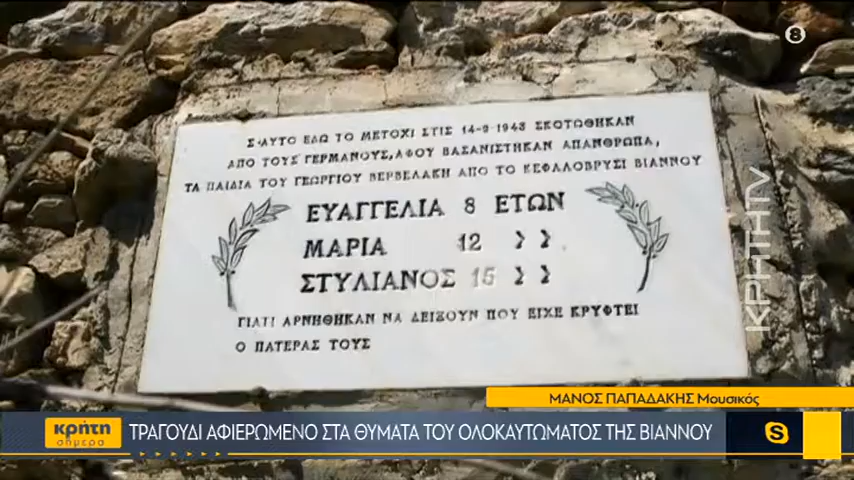 8
Σ'ΑΥΤΟ ΕΔΩ ΤΟ ΜΕΤΟΧΙ ΣΤΙΣ 14-9-1943 ΣΚΟΤΩΘΗΚΑΝ
ΑΠΟ ΤΟΥΣ ΓΕΡΜΑΝΟΥΣ, ΑΦΟΥ ΒΑΣΑΝΙΣΤΗΚΑΝ ΑΠΑΝΘΡΩΠΑ,
ΤΑ ΠΑΙΔΙΑ ΤΟΥ ΓΕΩΡΓΙΟΥ ΒΕΡΒΕΛΑΚΗ ΑΠΟ ΤΟ ΚΕΦΑΛΟΒΡΥΣΙ ΒΙΑΝΝΟΥ
ΕΥΑΓΓΕΛΙΑ 8 ΕΤΩΝ
ΜΑΡΙΑ 12 » 
ΣΤΥΛΙΑΝΟΣ 15 »
ΓΙΑΤΙ ΑΡΝΗΘΗΚΑΝ ΝΑ ΔΕΙΞΟΥΝ ΠΟΥ ΕΙΧΕ ΚΡΥΦΤΕΙ
Ο ΠΑΤΕΡΑΣ ΤΟΥΣ
ΚΡΗΤΗTV
ΜΑΝΟΣ ΠΑΠΑΔΑΚΗΣ Μουσικός
κρήτη
σήμερα
ΤΡΑΓΟΥΔΙ ΑΦΙΕΡΩΜΕΝΟ ΣΤΑ ΘΥΜΑΤΑ ΤΟΥ ΟΛΟΚΑΥΤΩΜΑΤΟΣ ΤΗΣ ΒΙΑΝΝΟΥ
S